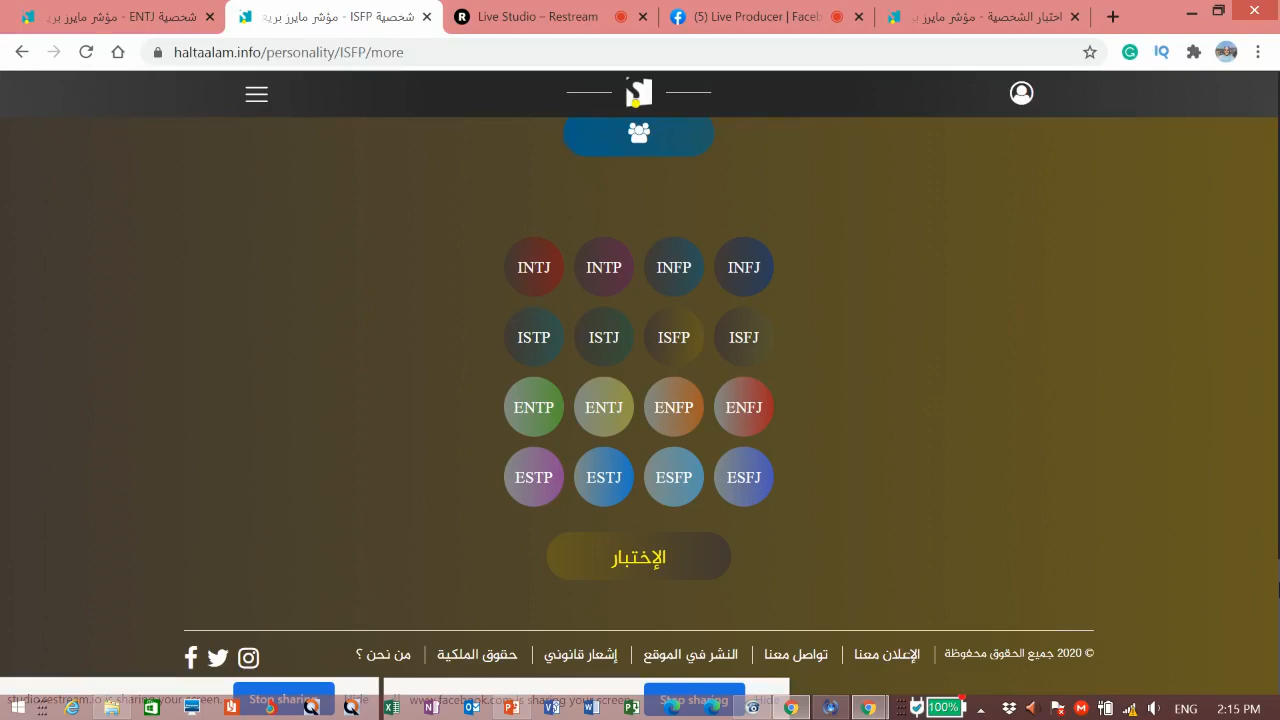 شخصية ENTJ - مؤشر مايرز بري
شخصية ISFP - مؤشر مايرز بريغ
Live Studio – Restream
(5) Live Producer | Faceb
اختبار الشخصية - مؤشر مايرز ب
haltaalam.info/personality/ISFP/more
INTJ INTP INFP INFJ
ISTP ISTJ ISFP ISFJ
ENTP ENTJ ENFP ENFJ
ESTP ESTJ ESFP ESFJ
الإختبار
© 2020 جميع الحقوق محفوظة | الإعلان معنا | تواصل معنا | النشر في الموقع | إشعار قانوني | حقوق الملكية | من نحن ؟
studio.restream.io is sharing your screen. Stop sharing Hide
www.facebook.com is sharing your screen. Stop sharing Hide
100% ENG 2:15 PM